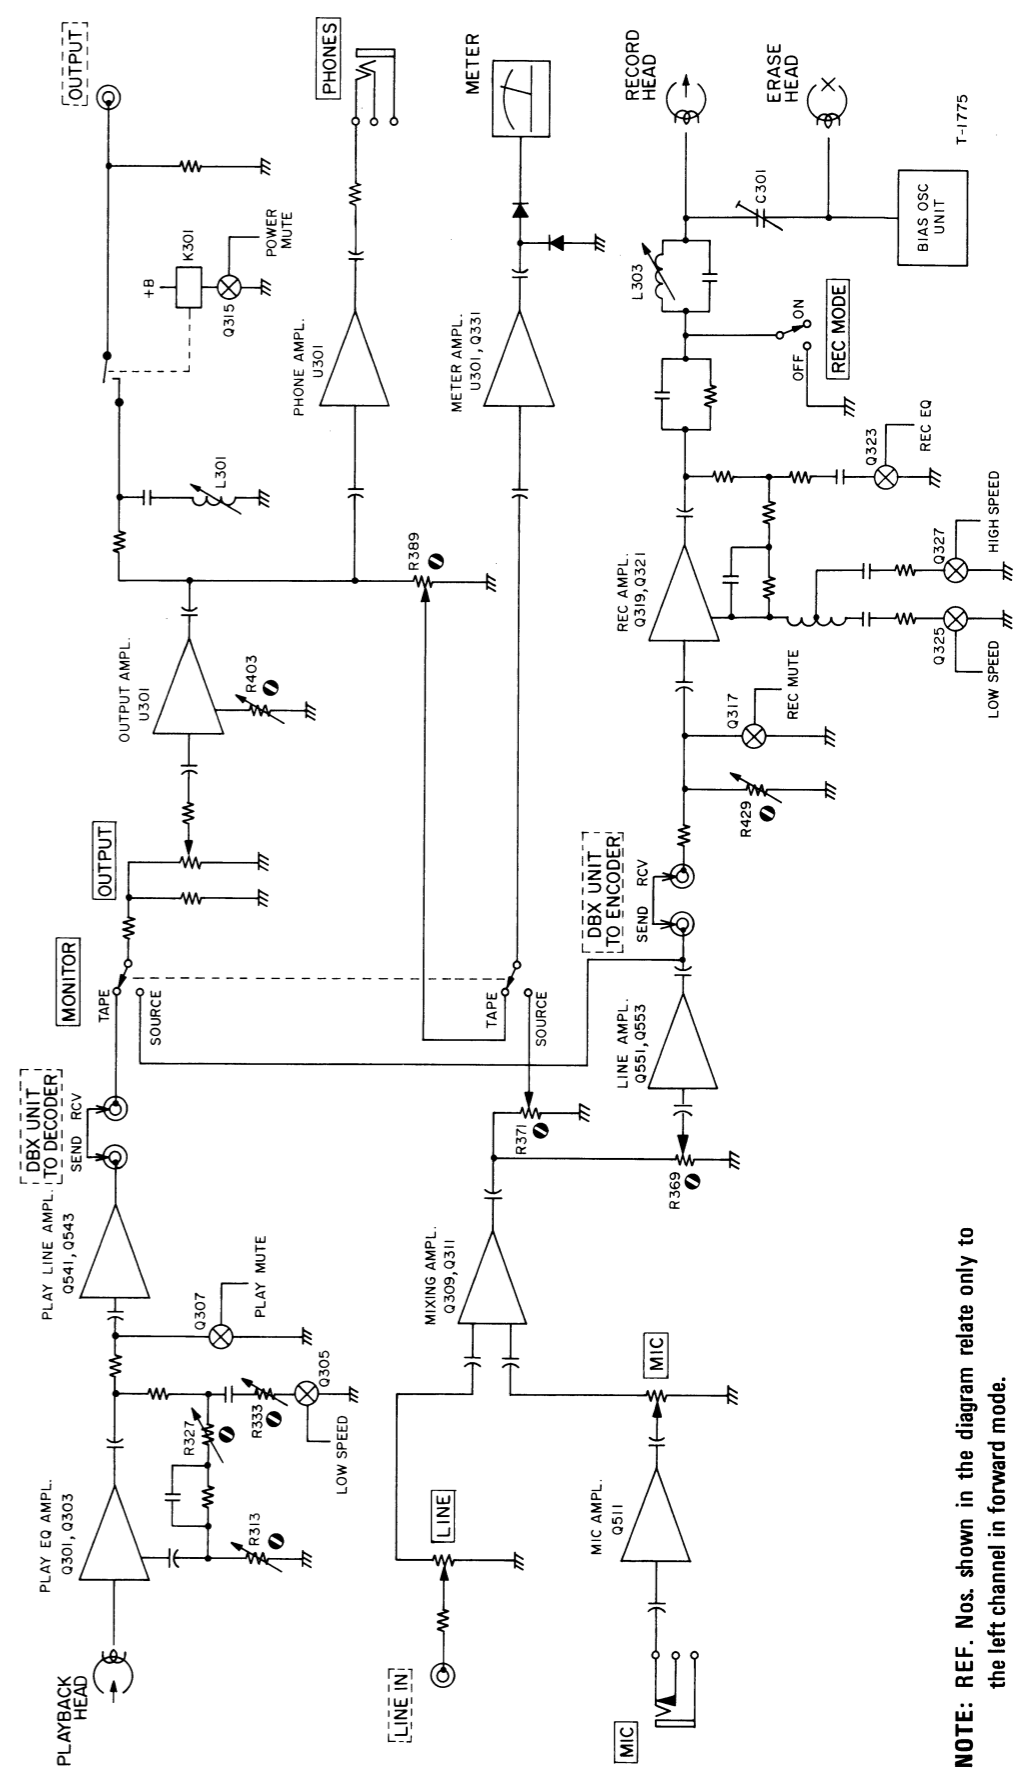 PLAYBACK
HEAD
PLAY EQ AMPL.
Q301, Q303
R313
R327
R333
LOW SPEED
Q305
Q307
PLAY MUTE
PLAY LINE AMPL.
Q541, Q543
DBX UNIT
TO DECODER
SEND
RCV
MONITOR
TAPE
SOURCE
OUTPUT
OUTPUT AMPL.
U301
R403
L301
+B
K301
Q315
POWER
MUTE
OUTPUT
PHONE AMPL.
U301
PHONES
R389
METER AMPL.
U301, Q331
METER
LINE IN
LINE
MIXING AMPL.
Q309, Q311
R371
TAPE
SOURCE
MIC
MIC AMPL.
Q511
MIC
R369
LINE AMPL.
Q551, Q553
DBX UNIT
TO ENCODER
SEND
RCV
R429
Q317
REC MUTE
REC AMPL.
Q319, Q321
Q325
LOW SPEED
Q327
HIGH SPEED
Q323
REC EQ
OFF
ON
REC MODE
L303
C301
RECORD
HEAD
ERASE
HEAD
BIAS OSC
UNIT
T-1775
NOTE: REF. Nos. shown in the diagram relate only to
the left channel in forward mode.